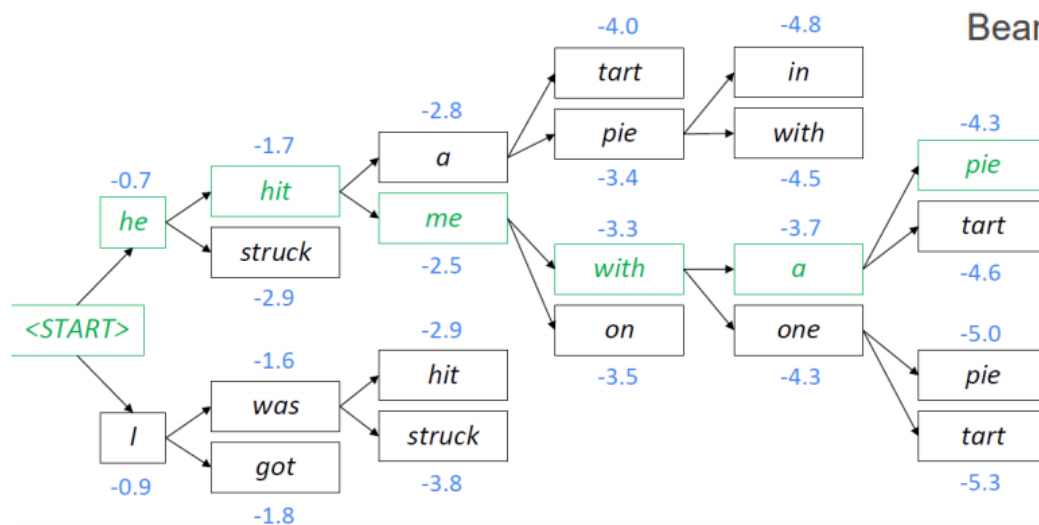 Bear
-4.0
-4.8
tart
in
-2.8
-1.7
a
pie
with
-4.3
-0.7
hit
-3.4
-4.5
pie
he
me
-3.3
-3.7
struck
tart
-2.5
with
a
-2.9
-4.6
<START>
-2.9
on
one
-5.0
-1.6
hit
-3.5
-4.3
pie
was
I
struck
tart
got
-0.9
-3.8
-5.3
-1.8